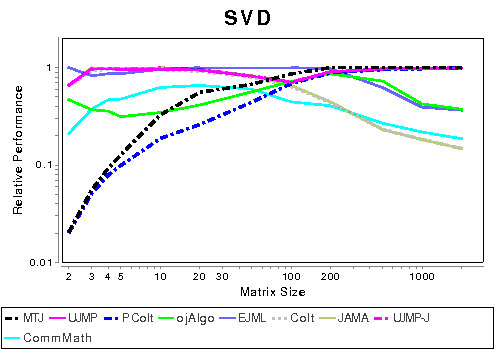 SVD
Relative Performance
1
0.1
0.01
2 3 4 5 10 20 30 100 200 1000
Matrix Size
MTJ UJMP PColt ojAlgo EJML Colt JAMA UJMP-J
CommMath